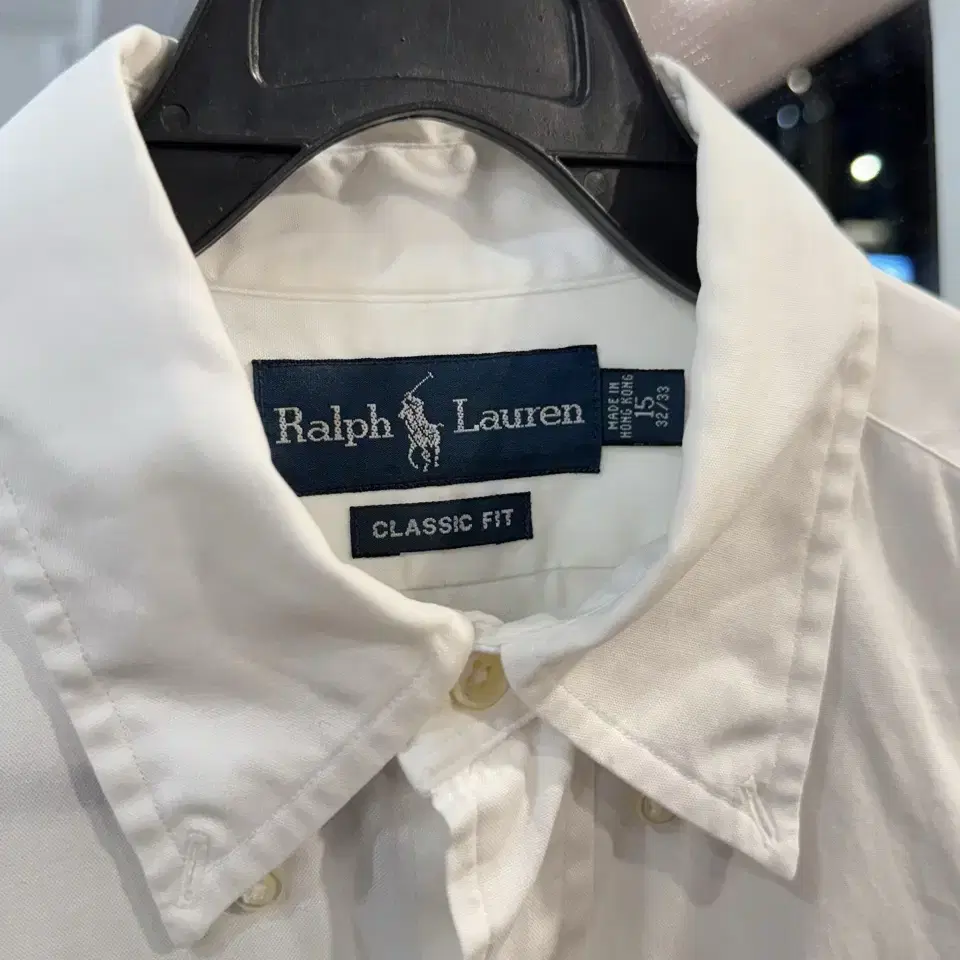 Ralph Lauren
MADE IN
HONG KONG
15
32/33
CLASSIC FIT